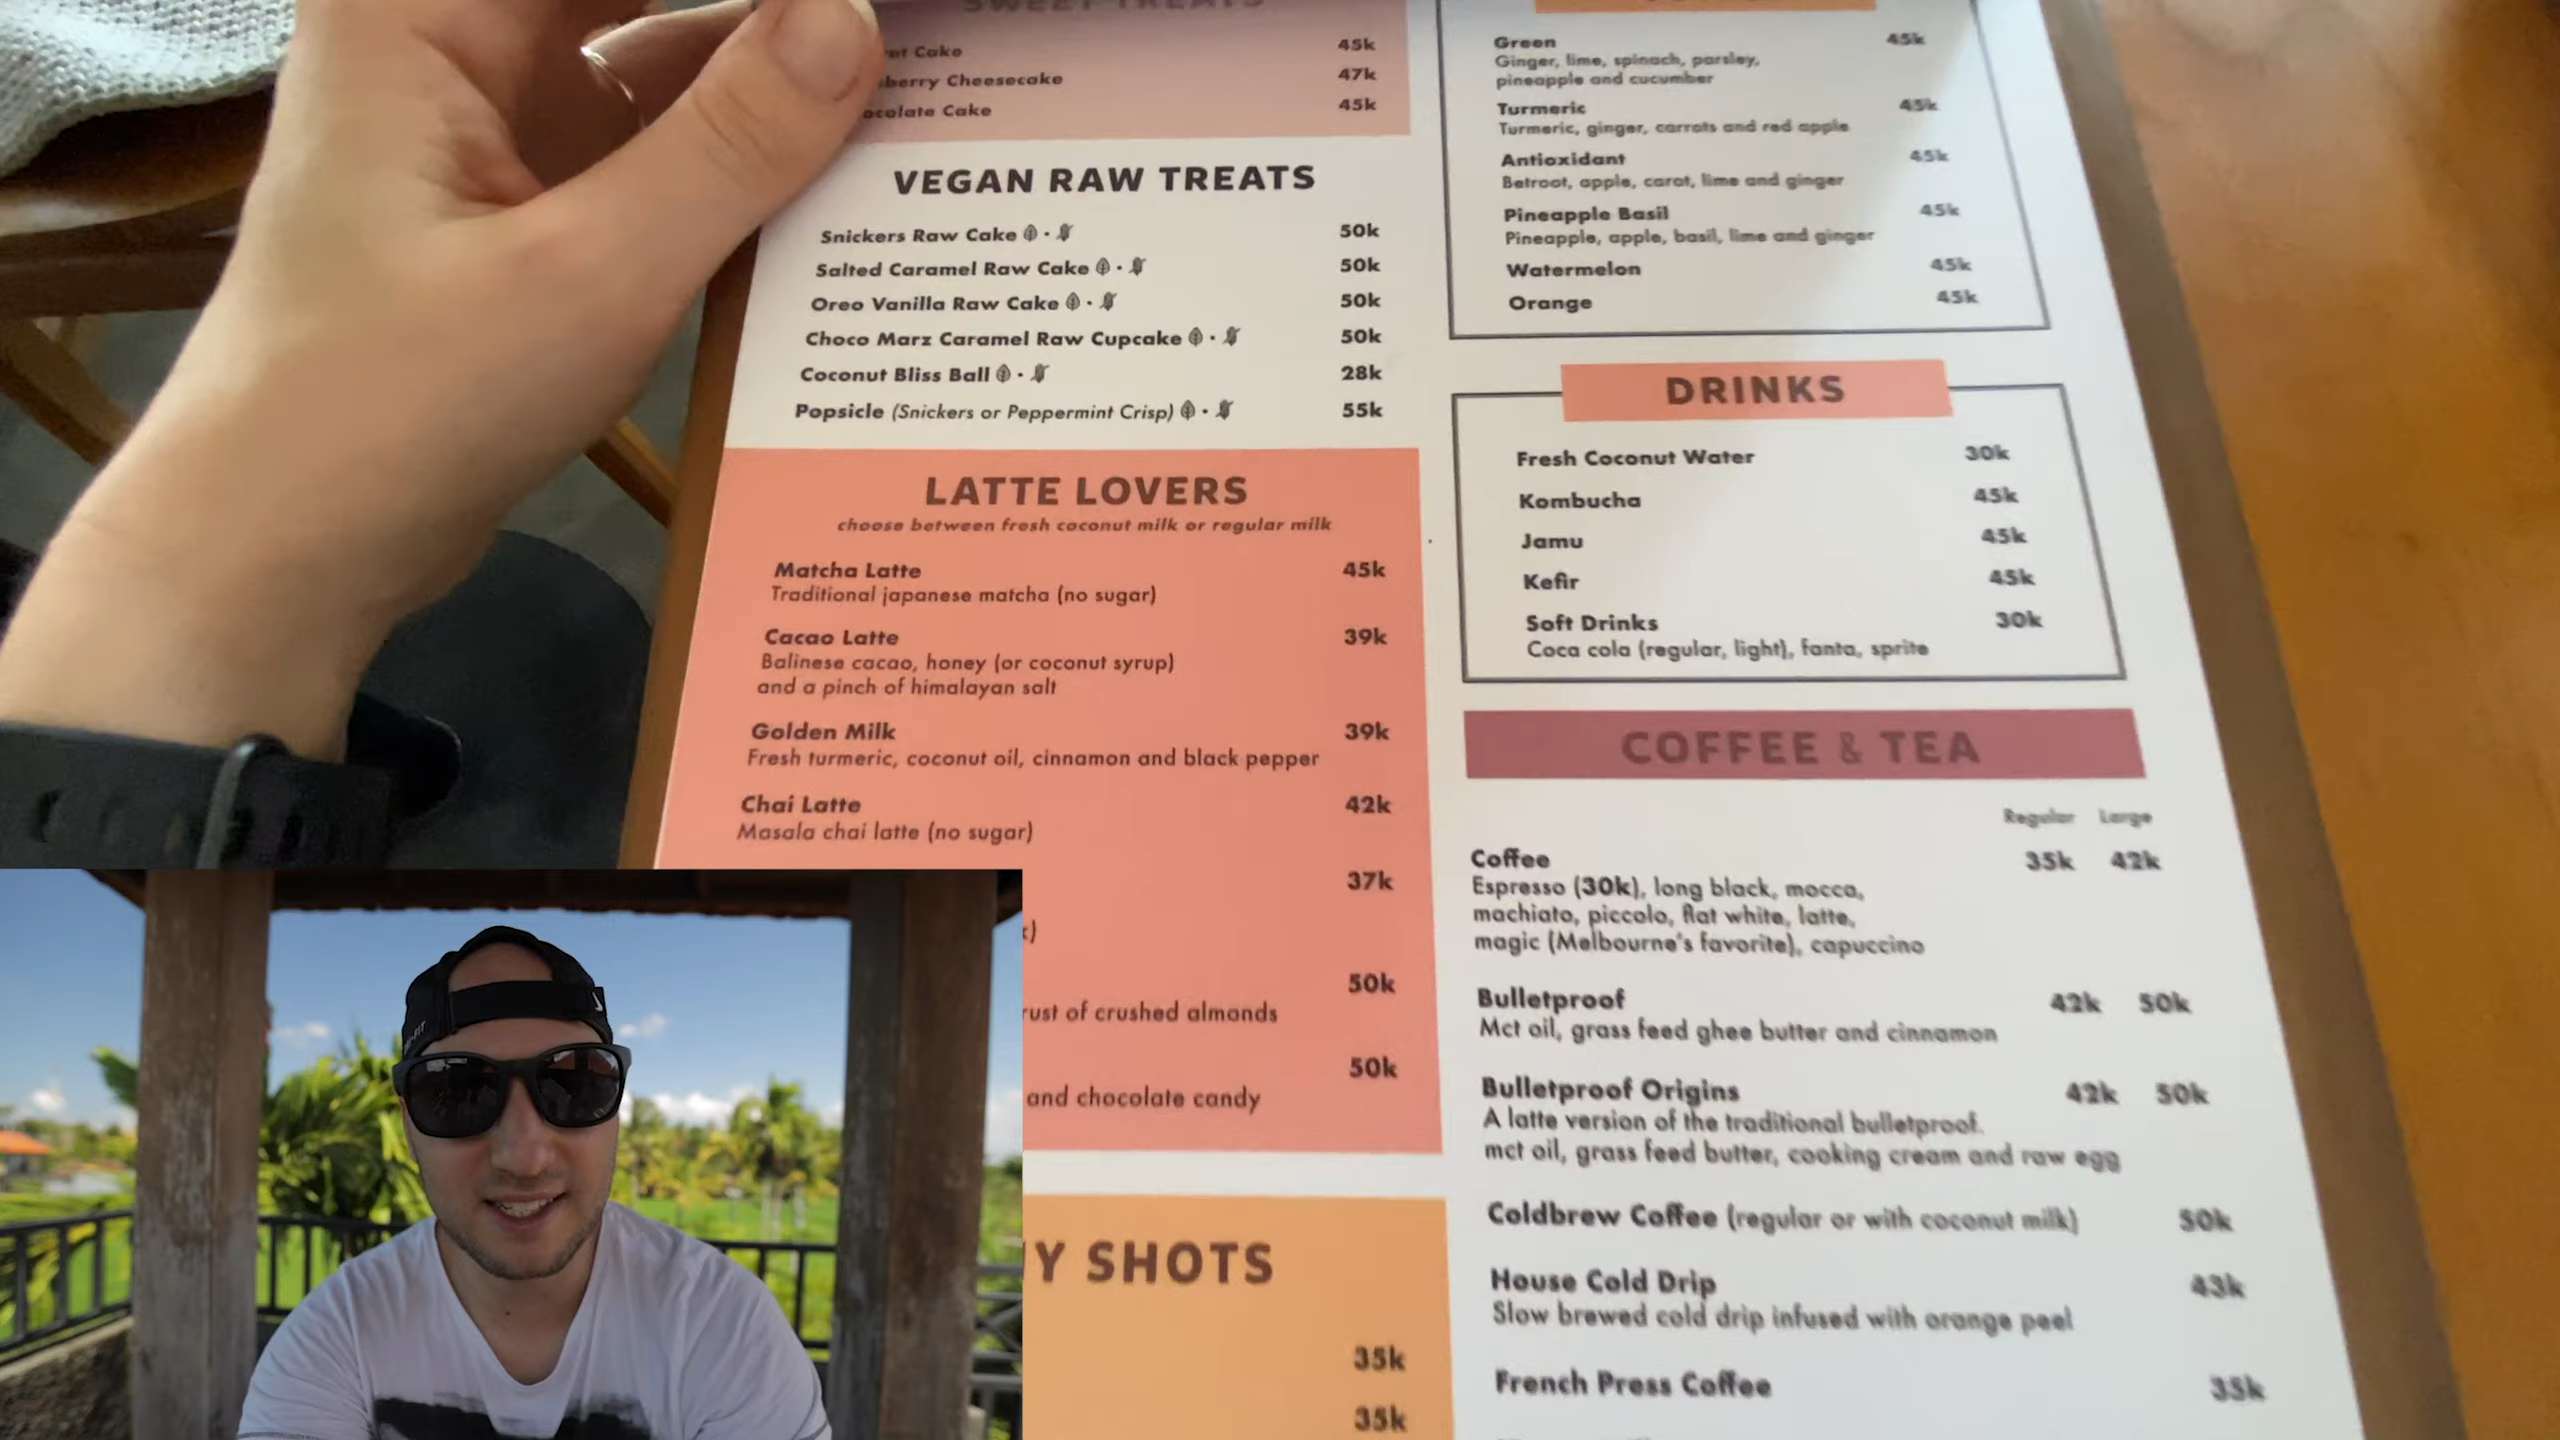 SWEET TREATS
Cake 45k
Cheesecake 47k
Cake 45k
VEGAN RAW TREATS
Snickers Raw Cake 50k
Salted Caramel Raw Cake 50k
Oreo Vanilla Raw Cake 50k
Choco Marz Caramel Raw Cupcake 50k
Coconut Bliss Ball 28k
Popsicle (Snickers or Peppermint Crisp) 55k
LATTE LOVERS
choose between fresh coconut milk or regular milk
Matcha Latte 45k
Traditional japanese matcha (no sugar)
Cacao Latte 39k
Balinese cacao, honey (or coconut syrup)
and a pinch of himalayan salt
Golden Milk 39k
Fresh turmeric, coconut oil, cinnamon and black pepper
Chai Latte 42k
Masala chai latte (no sugar)
37k
50k
of crushed almonds
50k
and chocolate candy
SHOTS
35k
35k
Green 45k
Ginger, lime, spinach, parsley,
pineapple and cucumber
Turmeric 45k
Turmeric, ginger, carrots and red apple
Antioxidant 45k
Betroot, apple, carot, lime and ginger
Pineapple Basil 45k
Pineapple, apple, basil, lime and ginger
Watermelon 45k
Orange 45k
DRINKS
Fresh Coconut Water 30k
Kombucha 45k
Jamu 45k
Kefir 45k
Soft Drinks 30k
Coca cola (regular, light), fanta, sprite
COFFEE & TEA
Regular Large
Coffee 35k 42k
Espresso (30k), long black, mocca,
machiato, piccolo, flat white, latte,
magic (Melbourne's favorite), capuccino
Bulletproof 42k 50k
Mct oil, grass feed ghee butter and cinnamon
Bulletproof Origins 42k 50k
A latte version of the traditional bulletproof.
mct oil, grass feed butter, cooking cream and raw egg
Coldbrew Coffee (regular or with coconut milk) 50k
House Cold Drip 43k
Slow brewed cold drip infused with orange peel
French Press Coffee 35k